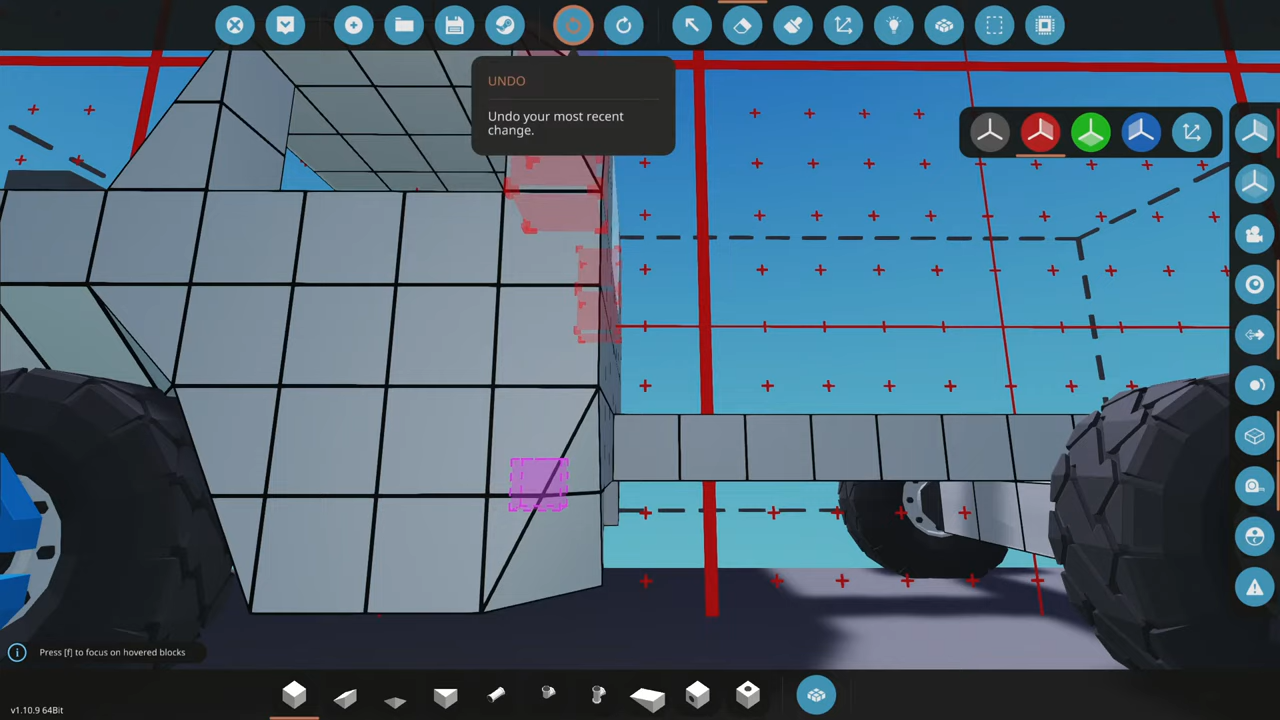 UNDO
Undo your most recent
change.
Press [f] to focus on hovered blocks
v1.10.9 64Bit